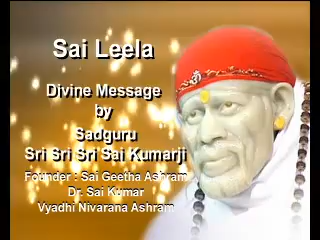 Sai Leela
Divine Message
by
Sadguru
Sri Sri Sri Sai Kumarji
Founder : Sai Geetha Ashram
Dr. Sai Kumar
Vyadhi Nivarana Ashram